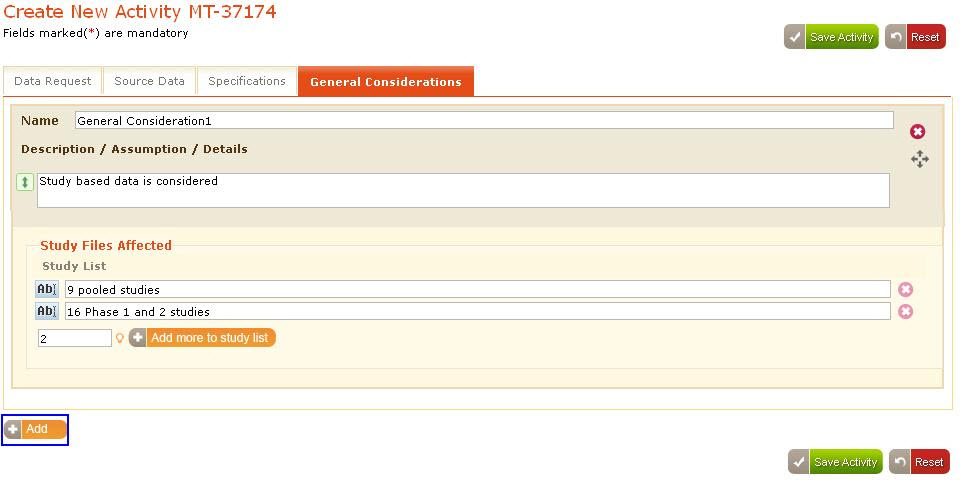 Create New Activity MT-37174
Fields marked(*) are mandatory
Save Activity Reset
Data Request Source Data Specifications General Considerations
Name General Consideration1
Description / Assumption / Details
Study based data is considered
Study Files Affected
Study List
Ab 9 pooled studies
Ab 16 Phase 1 and 2 studies
2 Add more to study list
Add
Save Activity Reset